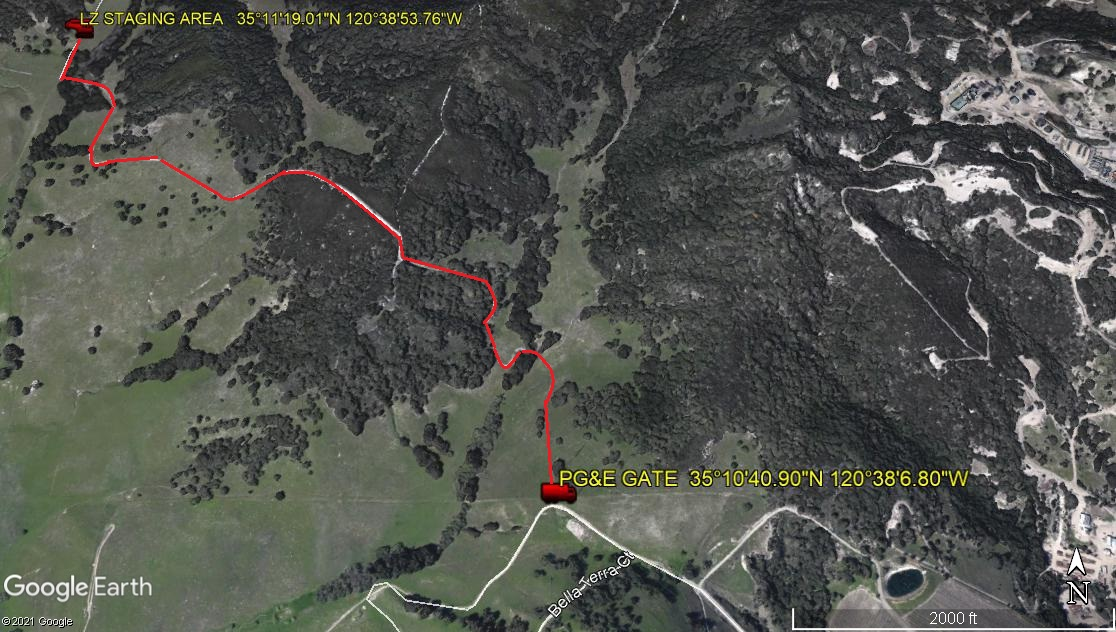 LZ STAGING AREA 35°11'19.01"N 120°38'53.76"W
PG&E GATE 35°10'40.90"N 120°38'6.80"W
Bella Terra Ct
Google Earth
N
2000 ft
©2021 Google